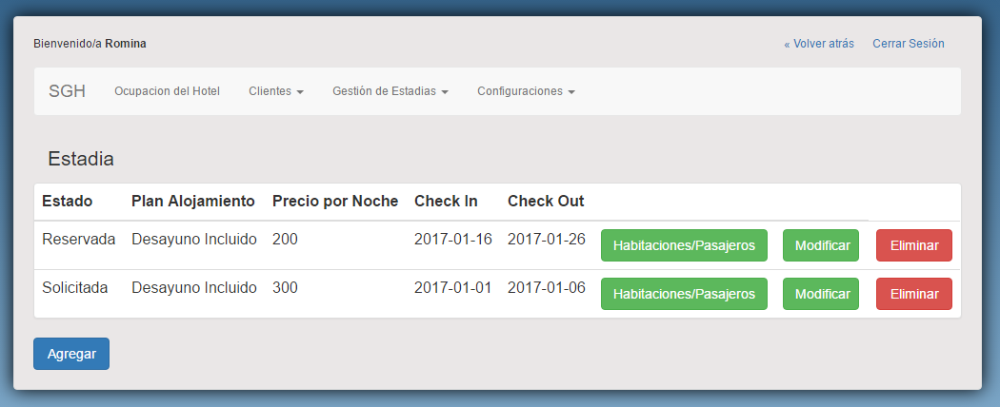 Bienvenido/a Romina « Volver atrás Cerrar Sesión
SGH Ocupacion del Hotel Clientes Gestión de Estadias Configuraciones
Estadia
Estado Plan Alojamiento Precio por Noche Check In Check Out
Reservada Desayuno Incluido 200 2017-01-16 2017-01-26 Habitaciones/Pasajeros Modificar Eliminar
Solicitada Desayuno Incluido 300 2017-01-01 2017-01-06 Habitaciones/Pasajeros Modificar Eliminar
Agregar